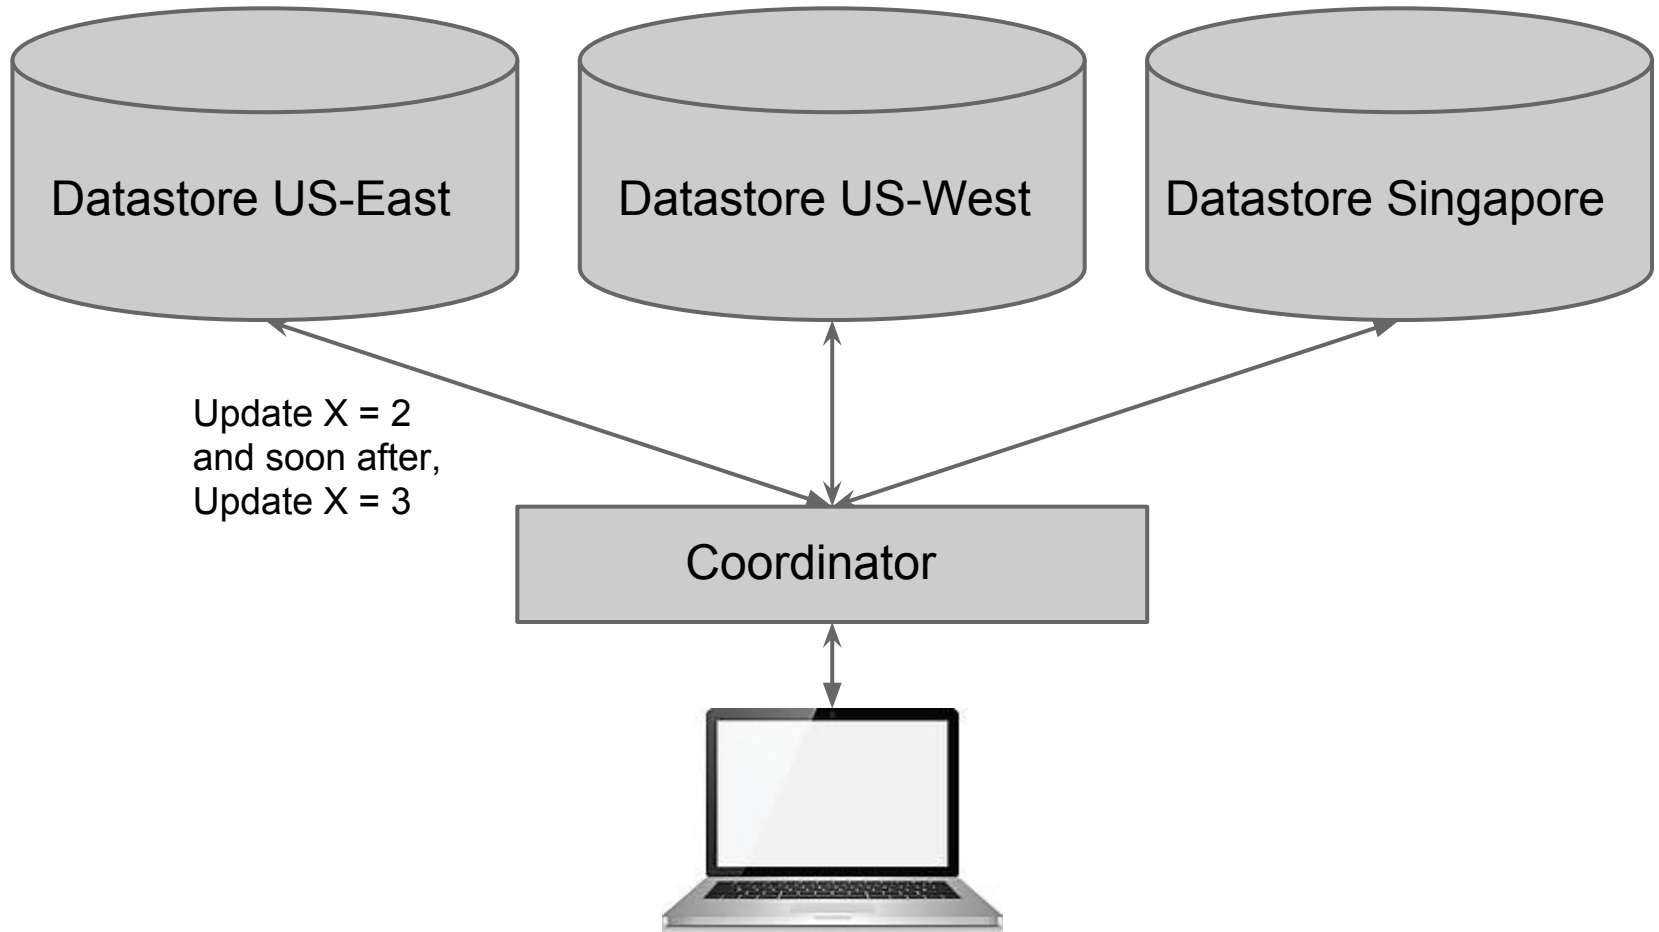 Datastore US-East
Datastore US-West
Datastore Singapore
Update X = 2
and soon after,
Update X = 3
Coordinator